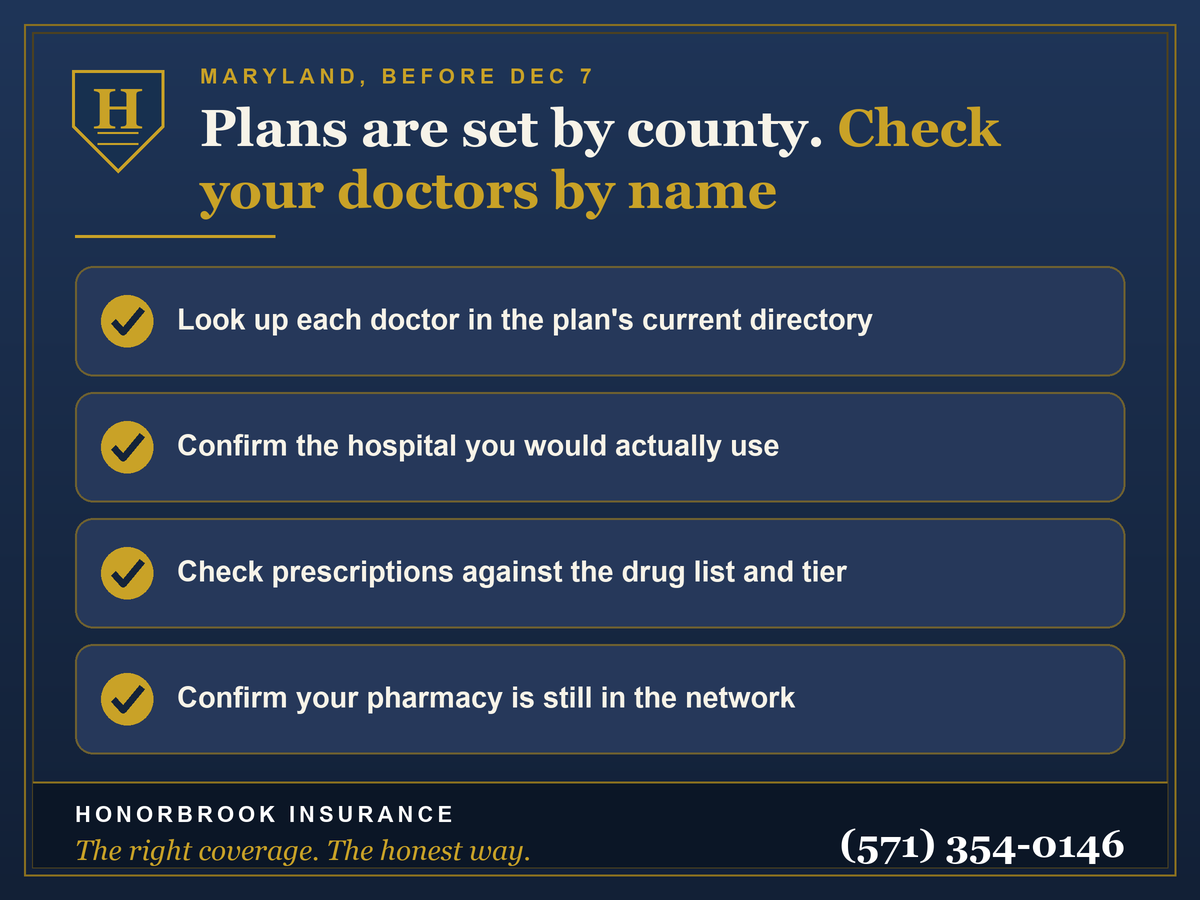 H
MARYLAND, BEFORE DEC 7
Plans are set by county. Check
your doctors by name
Look up each doctor in the plan's current directory
Confirm the hospital you would actually use
Check prescriptions against the drug list and tier
Confirm your pharmacy is still in the network
HONORBROOK INSURANCE
The right coverage. The honest way.
(571) 354-0146